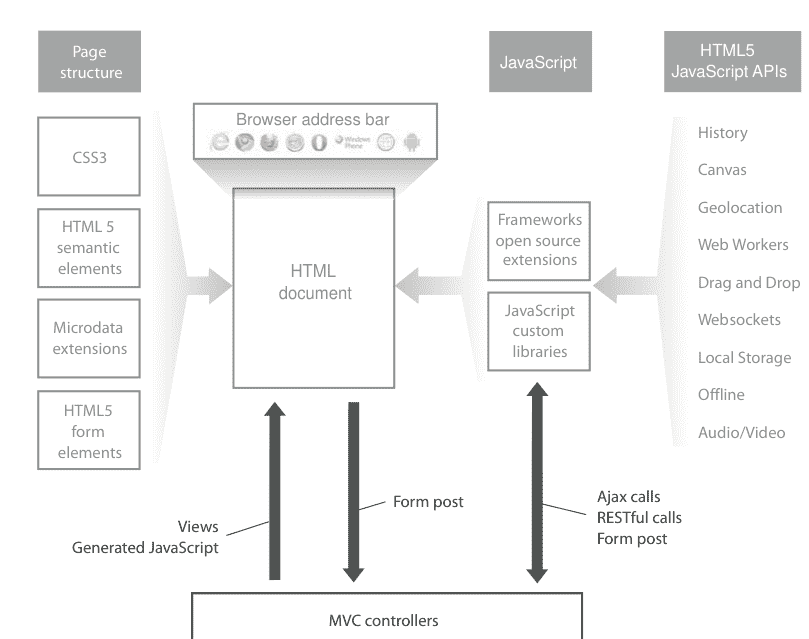 Page
structure
JavaScript
HTML5
JavaScript APIs
Browser address bar
Windows
Phone
CSS3
HTML 5
semantic
elements
Microdata
extensions
HTML5
form
elements
HTML
document
Frameworks
open source
extensions
JavaScript
custom
libraries
History
Canvas
Geolocation
Web Workers
Drag and Drop
Websockets
Local Storage
Offline
Audio/Video
Views
Generated JavaScript
Form post
Ajax calls
RESTful calls
Form post
MVC controllers